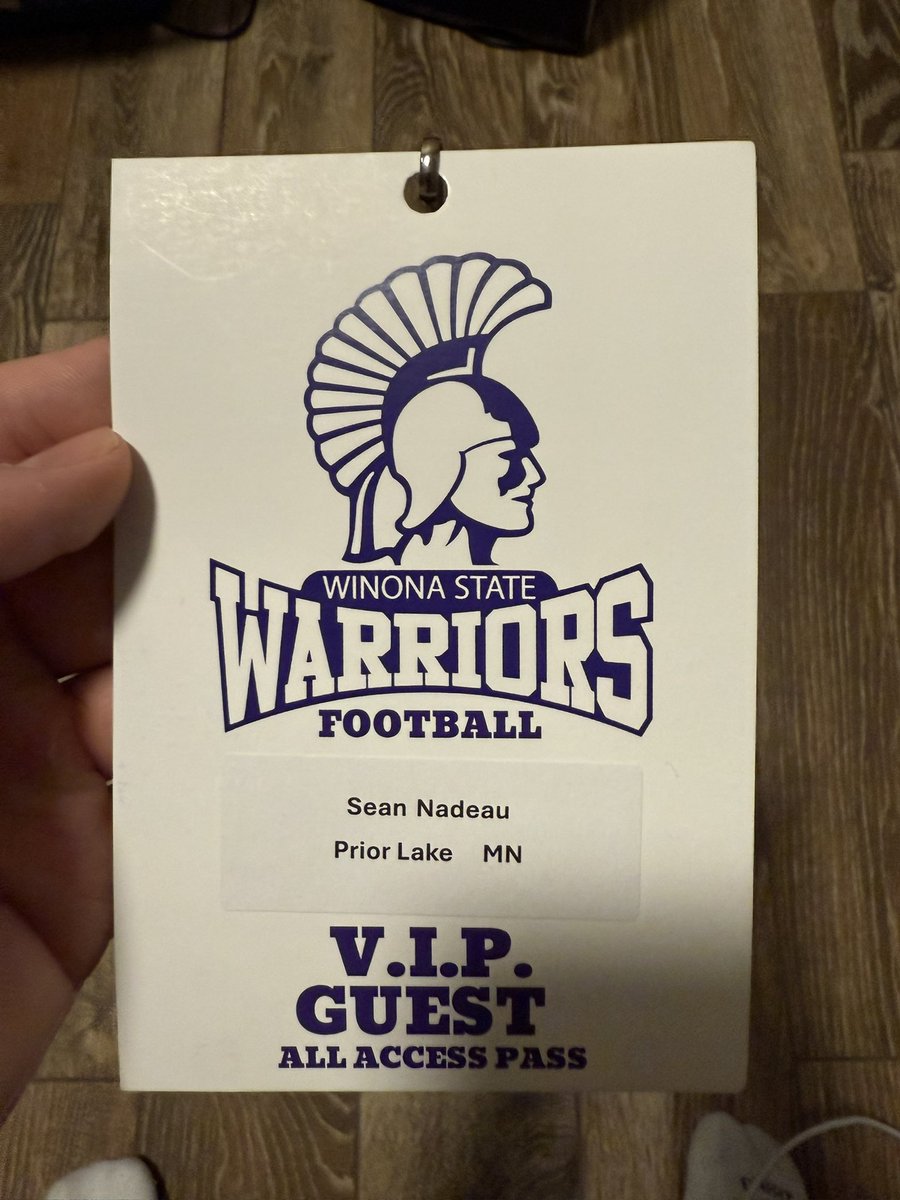 WINONA STATE
WARRIORS
FOOTBALL
Sean Nadeau
Prior Lake MN
V.I.P.
GUEST
ALL ACCESS PASS